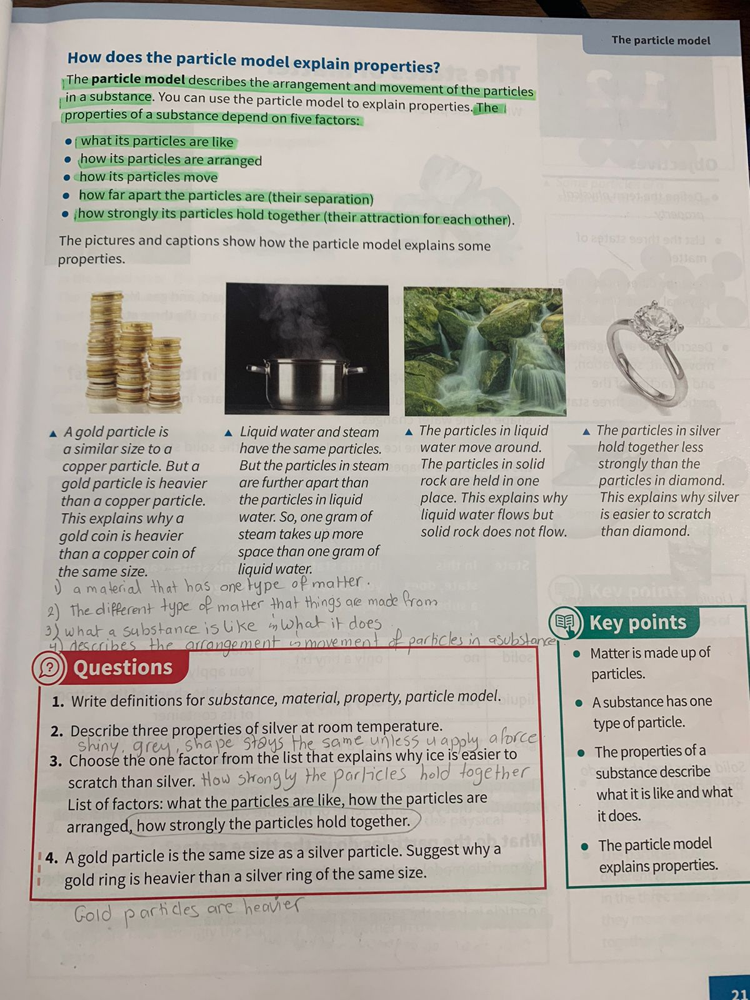 The particle model
How does the particle model explain properties?
The particle model describes the arrangement and movement of the particles
in a substance. You can use the particle model to explain properties. The
properties of a substance depend on five factors:
• what its particles are like
• how its particles are arranged
• how its particles move
• how far apart the particles are (their separation)
• how strongly its particles hold together (their attraction for each other).
The pictures and captions show how the particle model explains some
properties.
▲ A gold particle is
a similar size to a
copper particle. But a
gold particle is heavier
than a copper particle.
This explains why a
gold coin is heavier
than a copper coin of
the same size.
▲ Liquid water and steam
have the same particles.
But the particles in steam
are further apart than
the particles in liquid
water. So, one gram of
steam takes up more
space than one gram of
liquid water.
▲ The particles in liquid
water move around.
The particles in solid
rock are held in one
place. This explains why
liquid water flows but
solid rock does not flow.
▲ The particles in silver
hold together less
strongly than the
particles in diamond.
This explains why silver
is easier to scratch
than diamond.
1) a material that has one type of matter.
2) The different type of matter that things are made from
3) what a substance is like what it does
4) describes the arrangement movement of particles in a substance
Questions
1. Write definitions for substance, material, property, particle model.
2. Describe three properties of silver at room temperature.
shiny, grey, shape stays the same unless u apply a force
3. Choose the one factor from the list that explains why ice is easier to
scratch than silver. How strongly the particles hold together
List of factors: what the particles are like, how the particles are
arranged, how strongly the particles hold together.
4. A gold particle is the same size as a silver particle. Suggest why a
gold ring is heavier than a silver ring of the same size.
Gold particles are heavier
Key points
• Matter is made up of
particles.
• A substance has one
type of particle.
• The properties of a
substance describe
what it is like and what
it does.
• The particle model
explains properties.
21